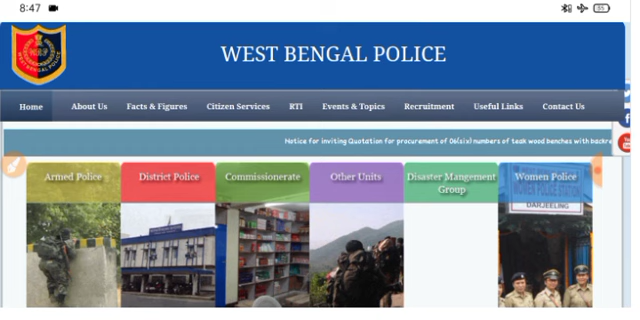 8:47
WEST BENGAL POLICE
Home About Us Facts & Figures Citizen Services RTI Events & Topics Recruitment Useful Links Contact Us
Notice for inviting Quotation for procurement of 06(six) numbers of teak wood benches with backre
Armed Police District Police Commissionerate Other Units Disaster Mangement Group Women Police
DARJEELING